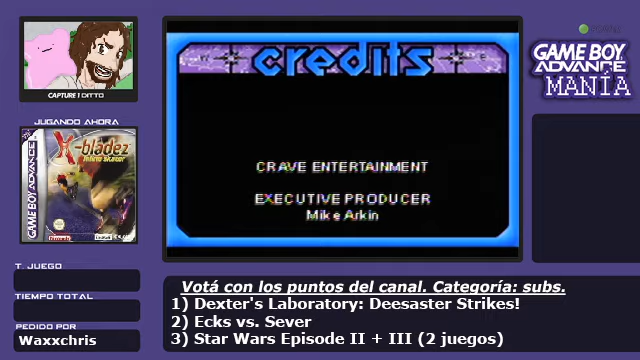 CAPTURE 1 DITTO
JUGANDO AHORA
GAME BOY ADVANCE
X-bladez
Inline Skater
credits
CRAVE ENTERTAINMENT
EXECUTIVE PRODUCER
Mike Arkin
GAME BOY
ADVANCE
MANÍA
T. JUEGO
TIEMPO TOTAL
PEDIDO POR
Waxxchris
Votá con los puntos del canal. Categoría: subs.
1) Dexter's Laboratory: Deesaster Strikes!
2) Ecks vs. Sever
3) Star Wars Episode II + III (2 juegos)